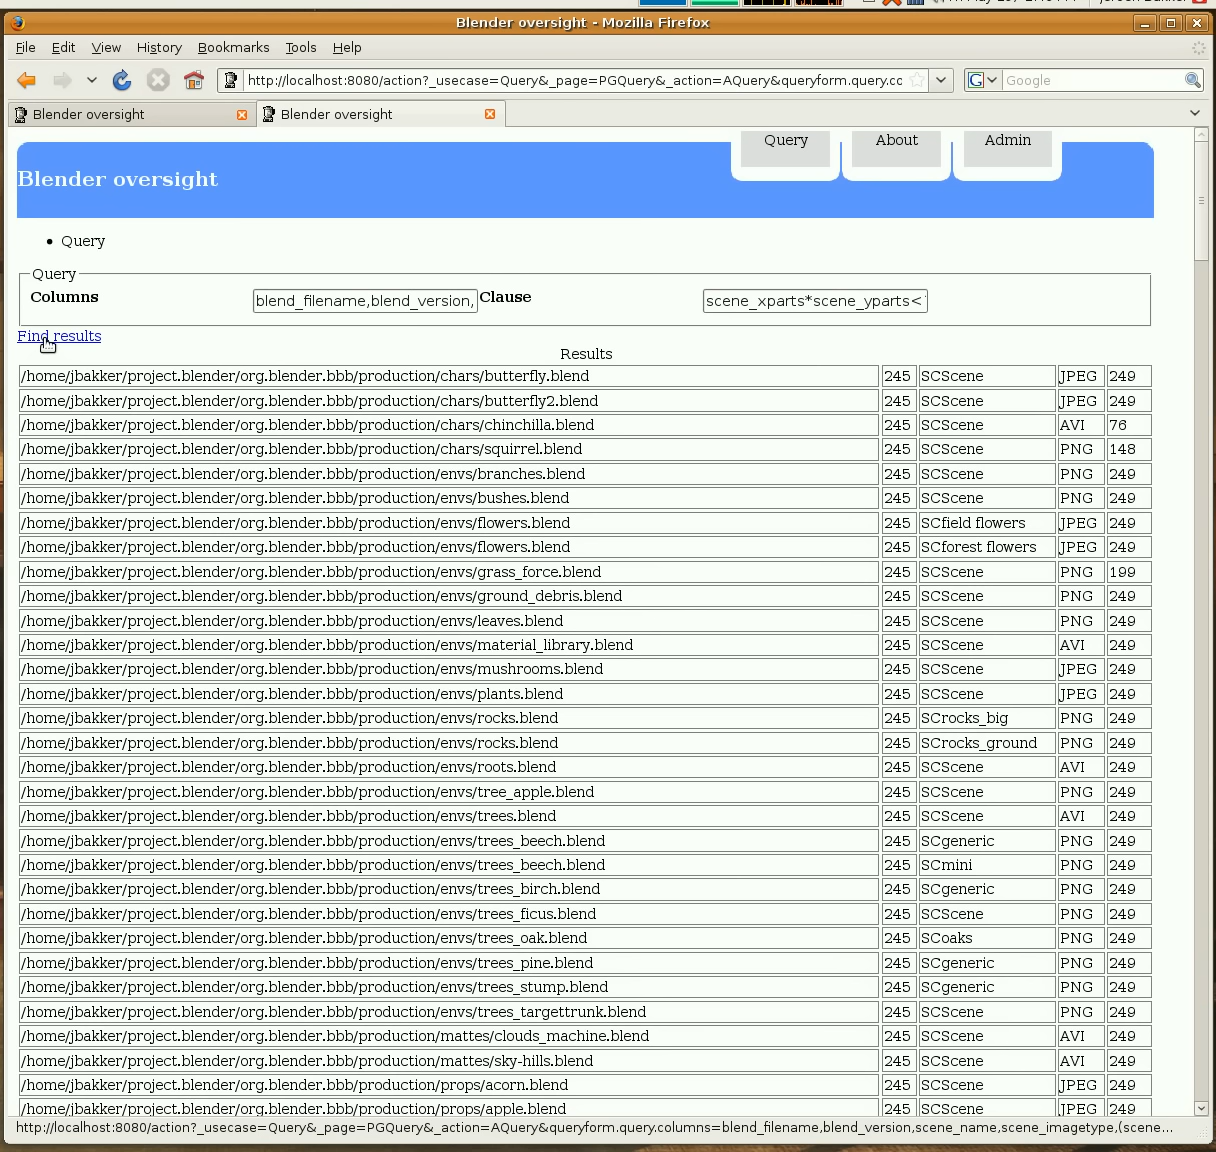 Blender oversight - Mozilla Firefox
File Edit View History Bookmarks Tools Help
http://localhost:8080/action?_usecase=Query&_page=PGQuery&_action=AQuery&queryform.query.cc Google
Blender oversight Blender oversight
Query About Admin
Blender oversight
Query
Query
Columns blend_filename,blend_version, Clause scene_xparts*scene_yparts<
Find results
Results
/home/jbakker/project.blender/org.blender.bbb/production/chars/butterfly.blend 245 SCScene JPEG 249
/home/jbakker/project.blender/org.blender.bbb/production/chars/butterfly2.blend 245 SCScene JPEG 249
/home/jbakker/project.blender/org.blender.bbb/production/chars/chinchilla.blend 245 SCScene AVI 76
/home/jbakker/project.blender/org.blender.bbb/production/chars/squirrel.blend 245 SCScene PNG 148
/home/jbakker/project.blender/org.blender.bbb/production/envs/branches.blend 245 SCScene PNG 249
/home/jbakker/project.blender/org.blender.bbb/production/envs/bushes.blend 245 SCScene PNG 249
/home/jbakker/project.blender/org.blender.bbb/production/envs/flowers.blend 245 SCfield flowers JPEG 249
/home/jbakker/project.blender/org.blender.bbb/production/envs/flowers.blend 245 SCforest flowers JPEG 249
/home/jbakker/project.blender/org.blender.bbb/production/envs/grass_force.blend 245 SCScene PNG 199
/home/jbakker/project.blender/org.blender.bbb/production/envs/ground_debris.blend 245 SCScene PNG 249
/home/jbakker/project.blender/org.blender.bbb/production/envs/leaves.blend 245 SCScene PNG 249
/home/jbakker/project.blender/org.blender.bbb/production/envs/material_library.blend 245 SCScene AVI 249
/home/jbakker/project.blender/org.blender.bbb/production/envs/mushrooms.blend 245 SCScene JPEG 249
/home/jbakker/project.blender/org.blender.bbb/production/envs/plants.blend 245 SCScene JPEG 249
/home/jbakker/project.blender/org.blender.bbb/production/envs/rocks.blend 245 SCrocks_big PNG 249
/home/jbakker/project.blender/org.blender.bbb/production/envs/rocks.blend 245 SCrocks_ground PNG 249
/home/jbakker/project.blender/org.blender.bbb/production/envs/roots.blend 245 SCScene AVI 249
/home/jbakker/project.blender/org.blender.bbb/production/envs/tree_apple.blend 245 SCScene PNG 249
/home/jbakker/project.blender/org.blender.bbb/production/envs/trees.blend 245 SCScene AVI 249
/home/jbakker/project.blender/org.blender.bbb/production/envs/trees_beech.blend 245 SCgeneric PNG 249
/home/jbakker/project.blender/org.blender.bbb/production/envs/trees_beech.blend 245 SCmini PNG 249
/home/jbakker/project.blender/org.blender.bbb/production/envs/trees_birch.blend 245 SCgeneric PNG 249
/home/jbakker/project.blender/org.blender.bbb/production/envs/trees_ficus.blend 245 SCScene PNG 249
/home/jbakker/project.blender/org.blender.bbb/production/envs/trees_oak.blend 245 SCoaks PNG 249
/home/jbakker/project.blender/org.blender.bbb/production/envs/trees_pine.blend 245 SCgeneric PNG 249
/home/jbakker/project.blender/org.blender.bbb/production/envs/trees_stump.blend 245 SCgeneric PNG 249
/home/jbakker/project.blender/org.blender.bbb/production/envs/trees_targettrunk.blend 245 SCScene PNG 249
/home/jbakker/project.blender/org.blender.bbb/production/mattes/clouds_machine.blend 245 SCScene AVI 249
/home/jbakker/project.blender/org.blender.bbb/production/mattes/sky-hills.blend 245 SCScene AVI 249
/home/jbakker/project.blender/org.blender.bbb/production/props/acorn.blend 245 SCScene JPEG 249
/home/jbakker/project.blender/org.blender.bbb/production/props/apple.blend 245 SCScene JPEG 249
http://localhost:8080/action?_usecase=Query&_page=PGQuery&_action=AQuery&queryform.query.columns=blend_filename,blend_version,scene_name,scene_imagetype,(scene...